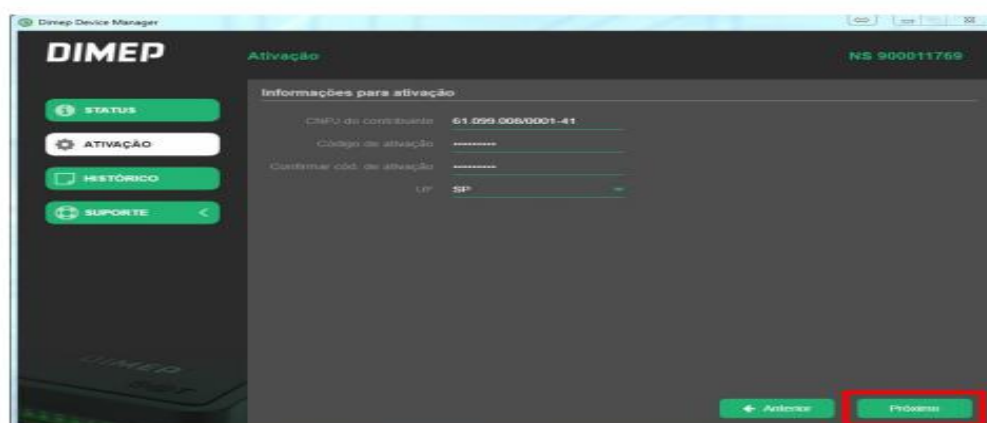 Dimep Device Manager
DIMEP
Ativação
NS 900011769
Informações para ativação
STATUS
CNPJ do contribuinte 61.099.008/0001-41
ATIVAÇÃO
Código de ativação ••••••••
Confirmar cód. de ativação ••••••••
HISTÓRICO
UF SP
SUPORTE <
DIMEP
Anterior
Próximo